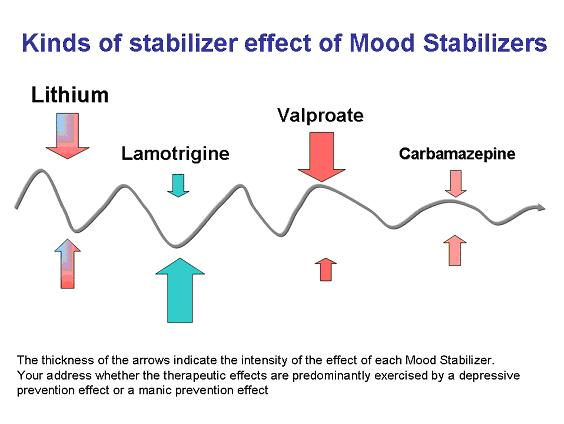 Kinds of stabilizer effect of Mood Stabilizers
Lithium
Valproate
Lamotrigine
Carbamazepine
The thickness of the arrows indicate the intensity of the effect of each Mood Stabilizer.
Your address whether the therapeutic effects are predominantly exercised by a depressive
prevention effect or a manic prevention effect